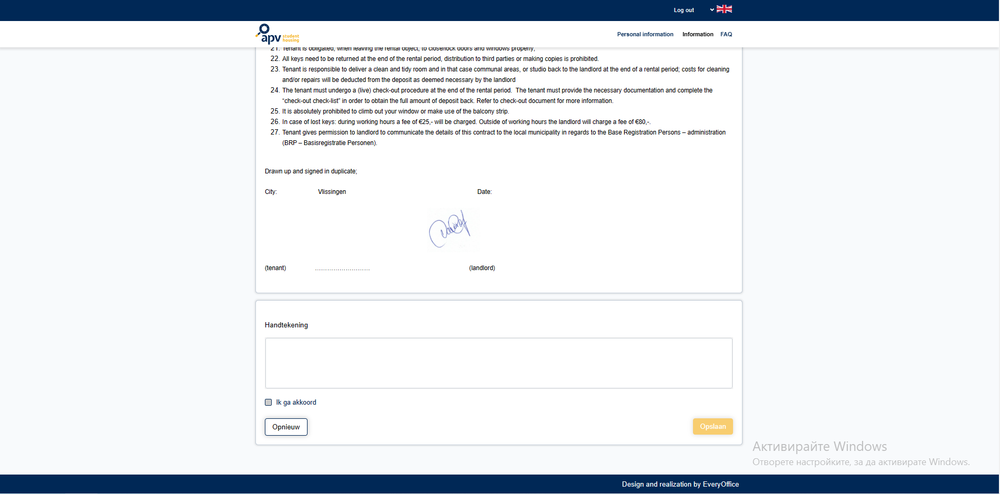 Log out
apv student housing
Personal information Information FAQ
21. Tenant is obligated, when leaving the rental object, to close/lock doors and windows properly;
22. All keys need to be returned at the end of the rental period, distribution to third parties or making copies is prohibited.
23. Tenant is responsible to deliver a clean and tidy room and in that case communal areas, or studio back to the landlord at the end of a rental period; costs for cleaning
and/or repairs will be deducted from the deposit as deemed necessary by the landlord
24. The tenant must undergo a (live) check-out procedure at the end of the rental period.  The tenant must provide the necessary documentation and complete the
“check-out check-list” in order to obtain the full amount of deposit back. Refer to check-out document for more information.
25. It is absolutely prohibited to climb out your window or make use of the balcony strip.
26. In case of lost keys: during working hours a fee of €25,- will be charged. Outside of working hours the landlord will charge a fee of €80,-.
27. Tenant gives permission to landlord to communicate the details of this contract to the local municipality in regards to the Base Registration Persons – administration
(BRP – Basisregistratie Personen).
Drawn up and signed in duplicate;
City: Vlissingen Date:
(tenant) ……………………… (landlord)
Handtekening
Ik ga akkoord
Opnieuw Opslaan
Активирайте Windows
Отворете настройките, за да активирате Windows.
Design and realization by EveryOffice